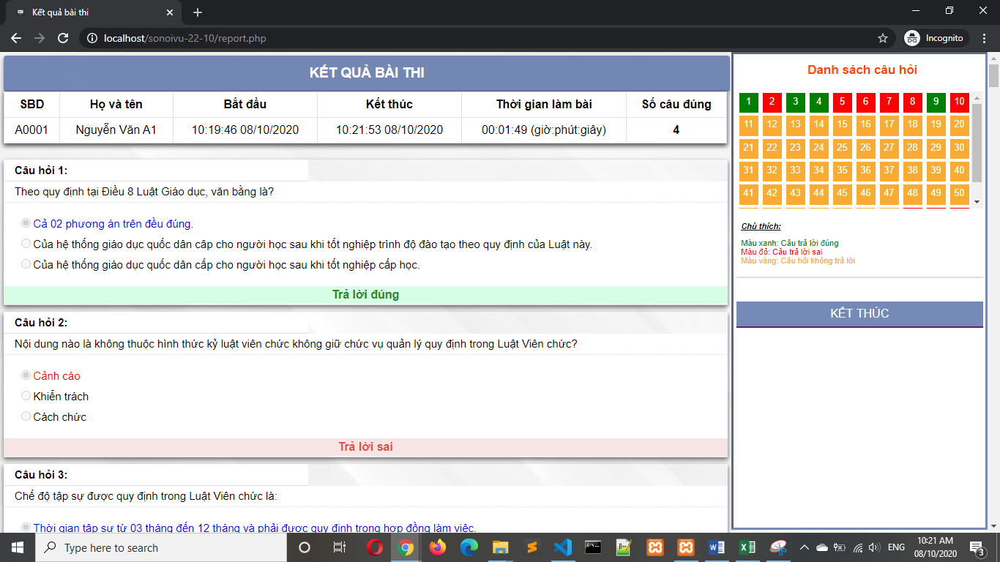 Kết quả bài thi
localhost/sonoivu-22-10/report.php
Incognito
KẾT QUẢ BÀI THI
SBD Họ và tên Bắt đầu Kết thúc Thời gian làm bài Số câu đúng
A0001 Nguyễn Văn A1 10:19:46 08/10/2020 10:21:53 08/10/2020 00:01:49 (giờ:phút:giây) 4
Câu hỏi 1:
Theo quy định tại Điều 8 Luật Giáo dục, văn bằng là?
Cả 02 phương án trên đều đúng.
Của hệ thống giáo dục quốc dân câp cho người học sau khi tốt nghiệp trình độ đào tạo theo quy định của Luật này.
Của hệ thống giáo dục quốc dân cấp cho người học sau khi tốt nghiệp cấp học.
Trả lời đúng
Câu hỏi 2:
Nội dung nào là không thuộc hình thức kỷ luật viên chức không giữ chức vụ quản lý quy định trong Luật Viên chức?
Cảnh cáo
Khiển trách
Cách chức
Trả lời sai
Câu hỏi 3:
Chế độ tập sự được quy định trong Luật Viên chức là:
Thời gian tập sự từ 03 tháng đến 12 tháng và phải được quy định trong hợp đồng làm việc.
Danh sách câu hỏi
1 2 3 4 5 6 7 8 9 10
11 12 13 14 15 16 17 18 19 20
21 22 23 24 25 26 27 28 29 30
31 32 33 34 35 36 37 38 39 40
41 42 43 44 45 46 47 48 49 50
Chú thích:
Màu xanh: Câu trả lời đúng
Màu đỏ: Câu trả lời sai
Màu vàng: Câu hỏi không trả lời
KẾT THÚC
Type here to search
ENG
10:21 AM
08/10/2020
3